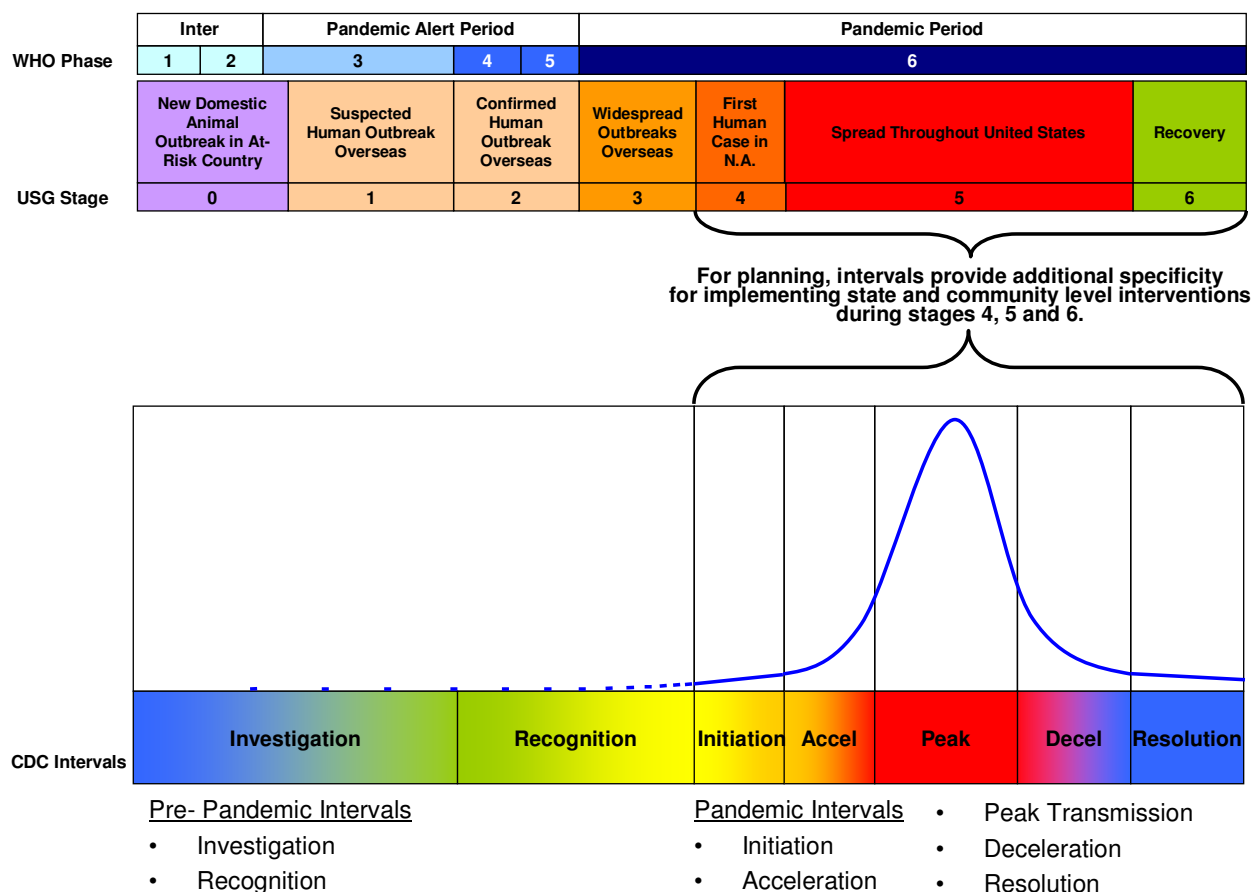 Inter
Pandemic Alert Period
Pandemic Period
WHO Phase
1
2
3
4
5
6
New Domestic
Animal
Outbreak in At-
Risk Country
Suspected
Human Outbreak
Overseas
Confirmed
Human
Outbreak
Overseas
Widespread
Outbreaks
Overseas
First
Human
Case in
N.A.
Spread Throughout United States
Recovery
USG Stage
0
1
2
3
4
5
6
For planning, intervals provide additional specificity
for implementing state and community level interventions
during stages 4, 5 and 6.
CDC Intervals
Investigation
Recognition
Initiation
Accel
Peak
Decel
Resolution
Pre- Pandemic Intervals
• Investigation
• Recognition
Pandemic Intervals
• Initiation
• Acceleration
• Peak Transmission
• Deceleration
• Resolution